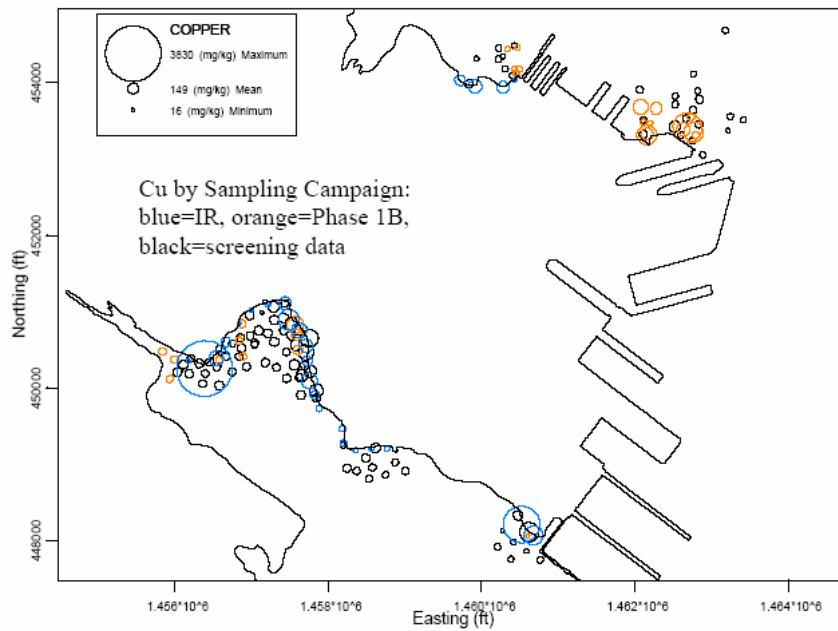 COPPER
3830 (mg/kg) Maximum
149 (mg/kg) Mean
16 (mg/kg) Minimum
Cu by Sampling Campaign:
blue=IR, orange=Phase 1B,
black=screening data
Northing (ft)
454000
452000
450000
448000
1.456*10^6
1.458*10^6
1.460*10^6
1.462*10^6
1.464*10^6
Easting (ft)